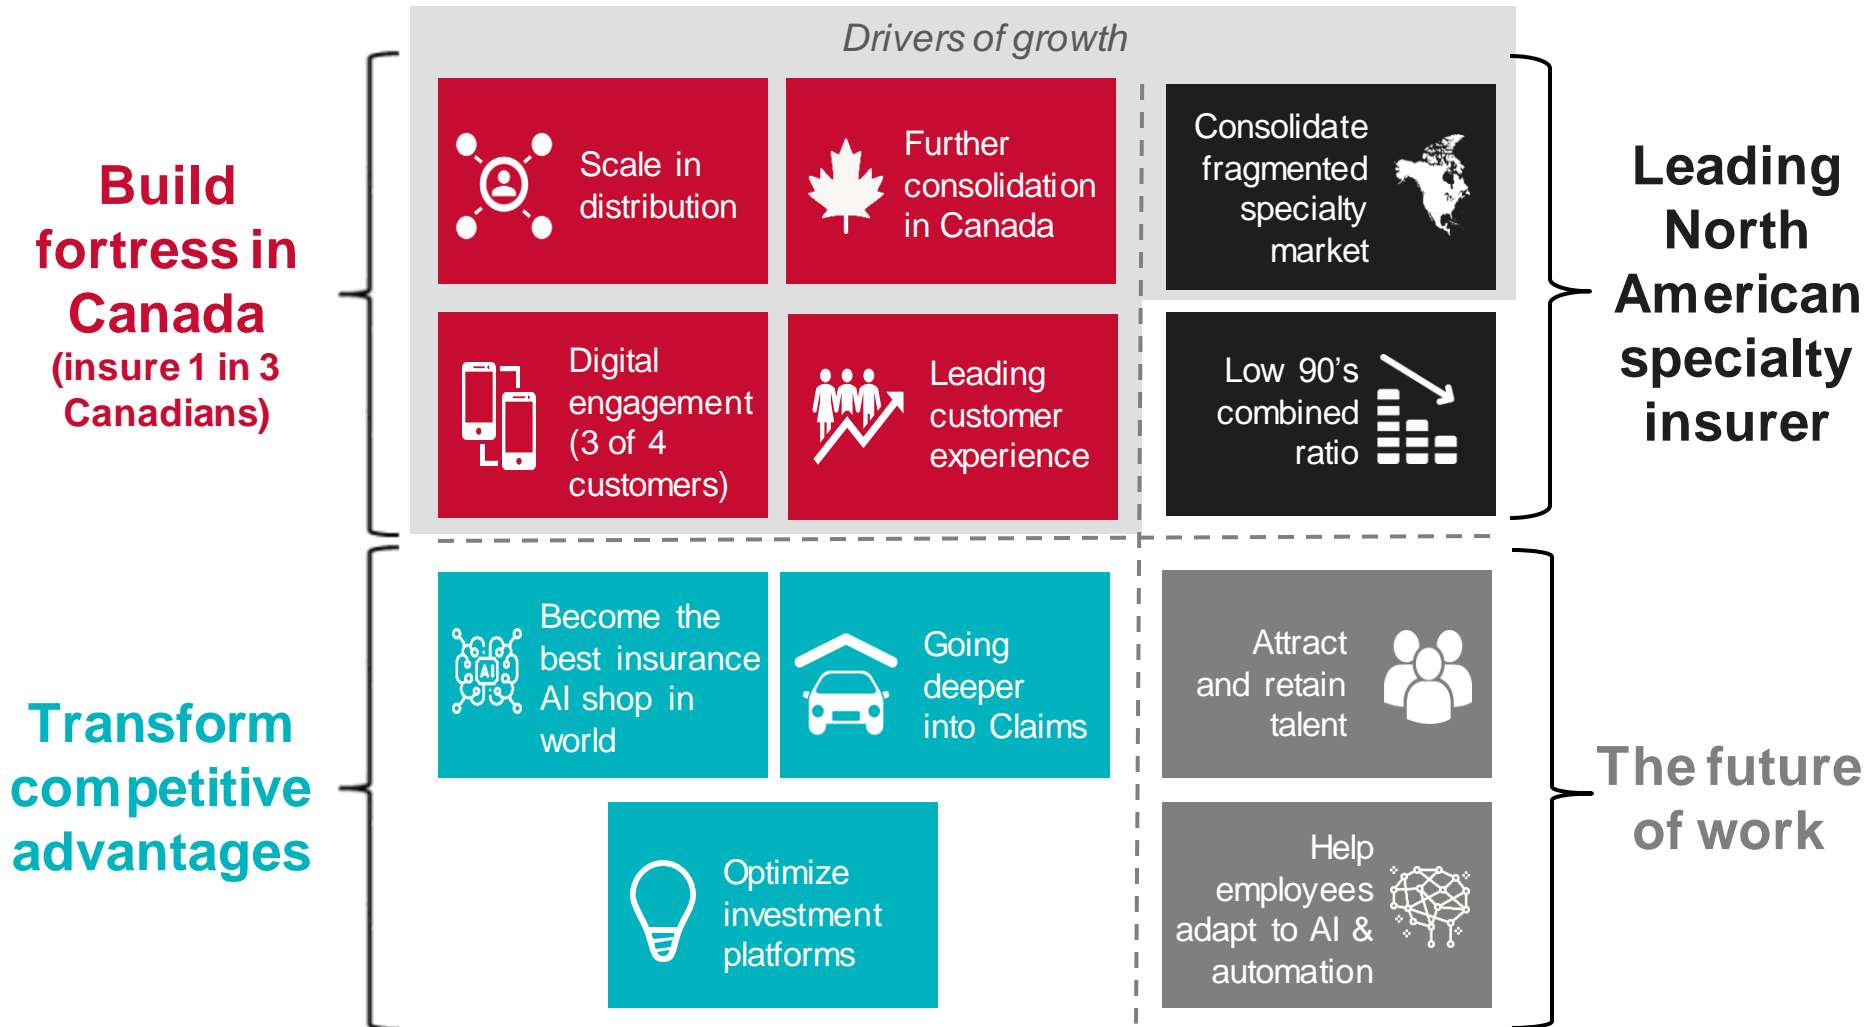 Drivers of growth
Build
fortress in
Canada
(insure 1 in 3
Canadians)
Scale in
distribution
Further
consolidation
in Canada
Consolidate
fragmented
specialty
market
Digital
engagement
(3 of 4
customers)
Leading
customer
experience
Low 90's
combined
ratio
Leading
North
American
specialty
insurer
Transform
competitive
advantages
AI
Become the
best insurance
AI shop in
world
Going
deeper
into Claims
Optimize
investment
platforms
Attract
and retain
talent
Help
employees
adapt to AI &
automation
The future
of work